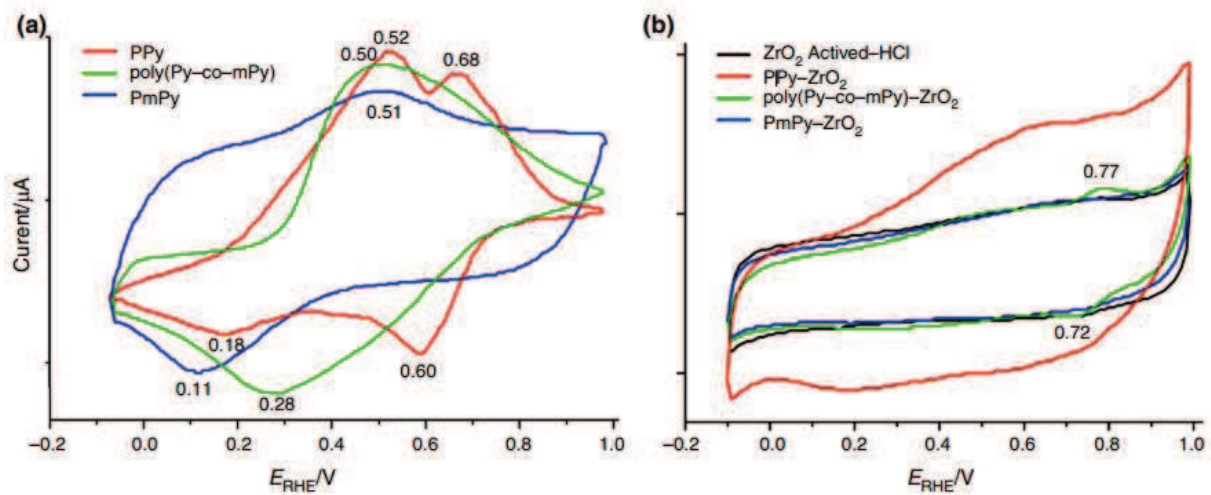 (a)
PPy
poly(Py–co–mPy)
PmPy
0.52
0.50
0.68
0.51
0.18
0.11
0.28
0.60
Curent/μA
–0.2 0.0 0.2 0.4 0.6 0.8 1.0
E_RHE/V
(b)
ZrO₂ Actived–HCl
PPy–ZrO₂
poly(Py–co–mPy)–ZrO₂
PmPy–ZrO₂
0.77
0.72
–0.2 0.0 0.2 0.4 0.6 0.8 1.0
E_RHE/V